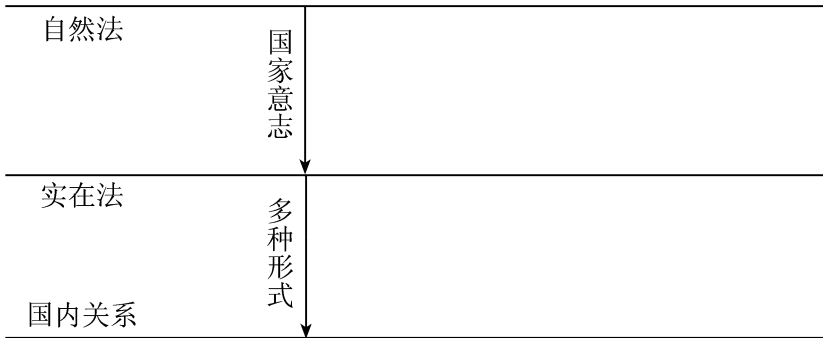 自然法
国家意志
实在法
多种形式
国内关系